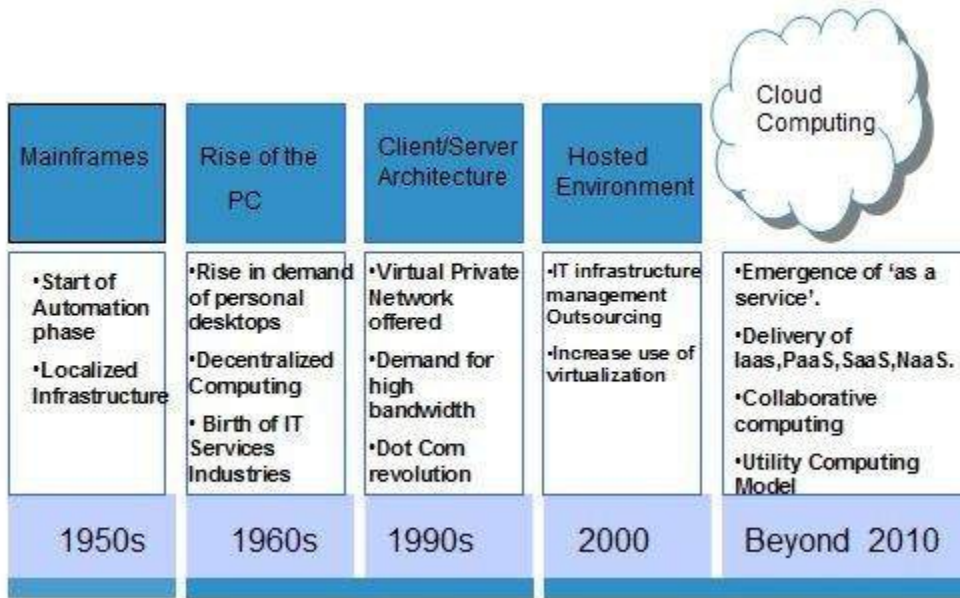 Mainframes
•Start of
Automation
phase
•Localized
Infrastructure
1950s
Rise of the
PC
•Rise in demand
of personal
desktops
•Decentralized
Computing
• Birth of IT
Services
Industries
1960s
Client/Server
Architecture
•Virtual Private
Network
offered
•Demand for
high
bandwidth
•Dot Com
revolution
1990s
Hosted
Environment
•IT infrastructure
management
Outsourcing
•Increase use of
virtualization
2000
Cloud
Computing
•Emergence of ‘as a
service’.
•Delivery of
Iaas,PaaS,SaaS,NaaS.
•Collaborative
computing
•Utility Computing
Model
Beyond 2010